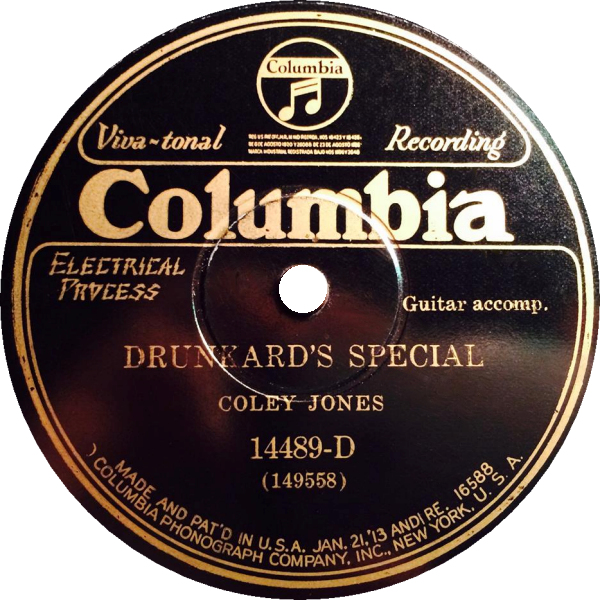 Columbia
Viva-tonal
Recording
Columbia
ELECTRICAL
PROCESS
Guitar accomp.
DRUNKARD'S SPECIAL
COLEY JONES
14489-D
(149558)
MADE AND PAT'D IN U.S.A. JAN. 21,'13 AND RE. 16588
COLUMBIA PHONOGRAPH COMPANY, INC., NEW YORK, U.S.A.